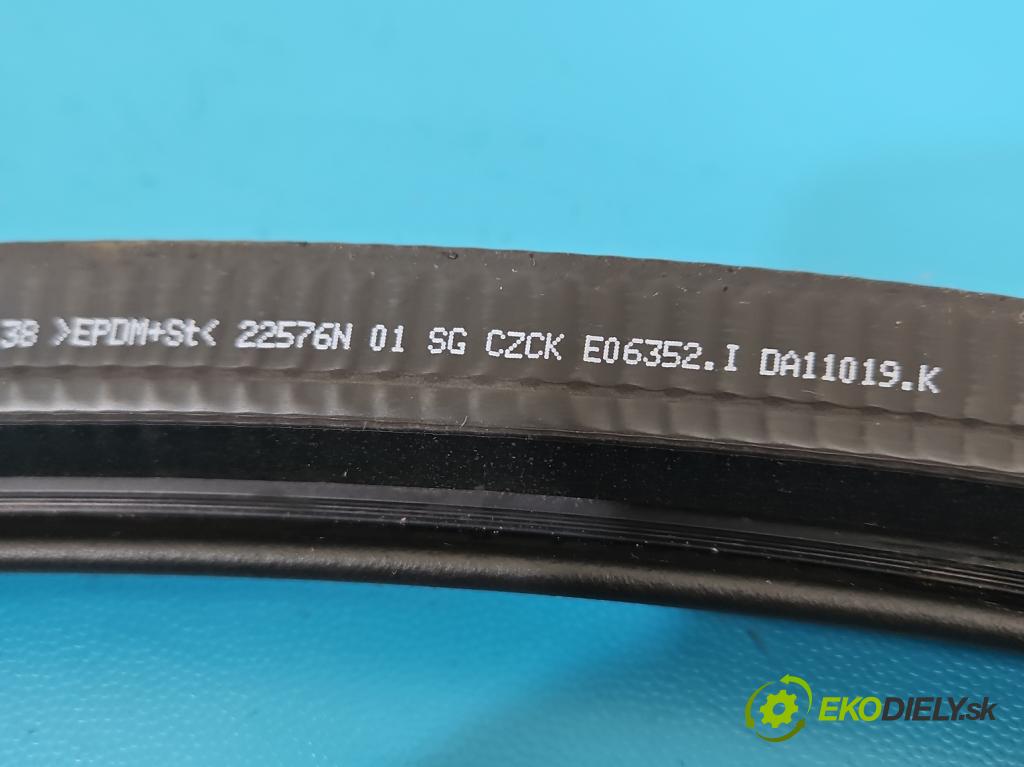 38 >EPDM+St< 22576N 01 SG CZCK E06352.I DA11019.K
EKODIELY.sk